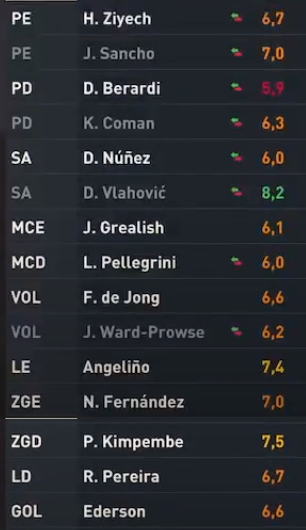 PE H. Ziyech 6,7
PE J. Sancho 7,0
PD D. Berardi 5,9
PD K. Coman 6,3
SA D. Núñez 6,0
SA D. Vlahović 8,2
MCE J. Grealish 6,1
MCD L. Pellegrini 6,0
VOL F. de Jong 6,6
VOL J. Ward-Prowse 6,2
LE Angeliño 7,4
ZGE N. Fernández 7,0
ZGD P. Kimpembe 7,5
LD R. Pereira 6,7
GOL Ederson 6,6